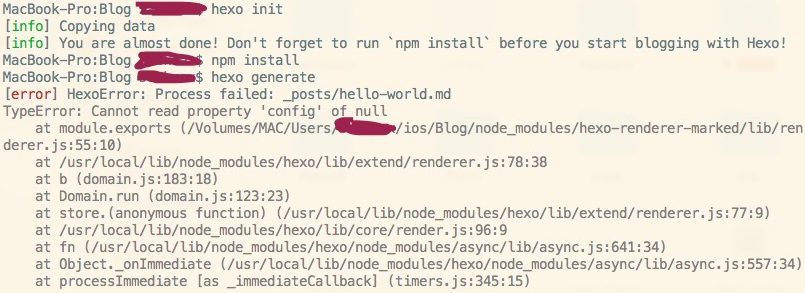 MacBook-Pro:Blog $ hexo init
[info] Copying data
[info] You are almost done! Don't forget to run `npm install` before you start blogging with Hexo!
MacBook-Pro:Blog $ npm install
MacBook-Pro:Blog $ hexo generate
[error] HexoError: Process failed: _posts/hello-world.md
TypeError: Cannot read property 'config' of null
    at module.exports (/Volumes/MAC/Users/ /ios/Blog/node_modules/hexo-renderer-marked/lib/ren
derer.js:55:10)
    at /usr/local/lib/node_modules/hexo/lib/extend/renderer.js:78:38
    at b (domain.js:183:18)
    at Domain.run (domain.js:123:23)
    at store.(anonymous function) (/usr/local/lib/node_modules/hexo/lib/extend/renderer.js:77:9)
    at /usr/local/lib/node_modules/hexo/lib/core/render.js:96:9
    at fn (/usr/local/lib/node_modules/hexo/node_modules/async/lib/async.js:641:34)
    at Object._onImmediate (/usr/local/lib/node_modules/hexo/node_modules/async/lib/async.js:557:34)
    at processImmediate [as _immediateCallback] (timers.js:345:15)